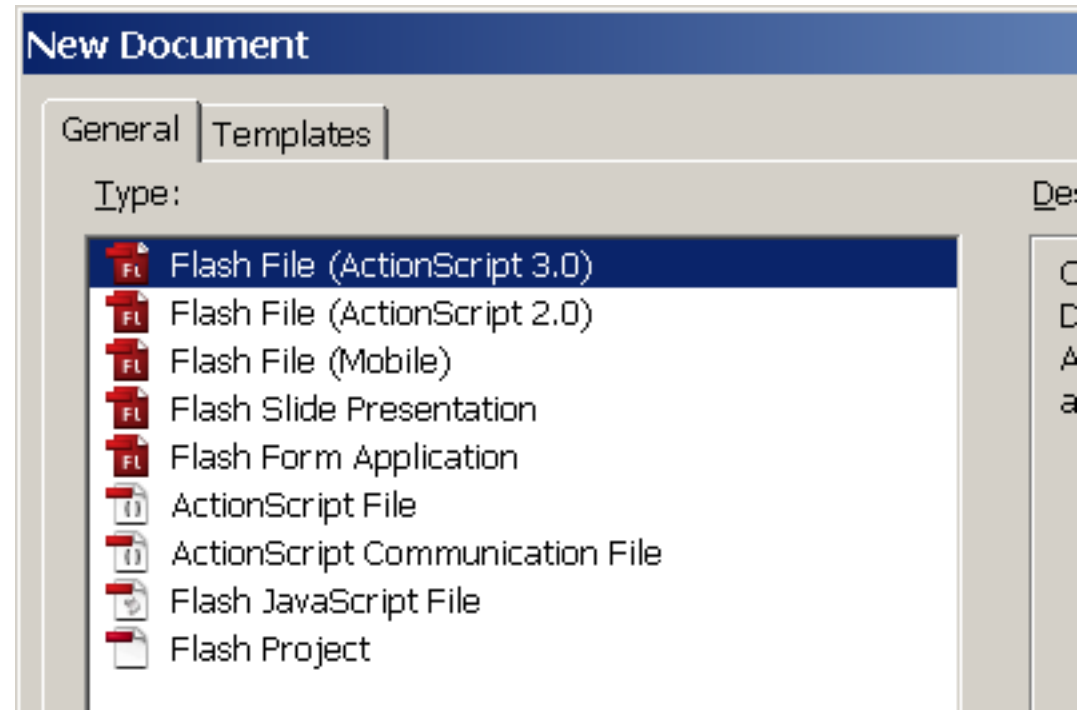 New Document
General Templates
Type:
Flash File (ActionScript 3.0)
Flash File (ActionScript 2.0)
Flash File (Mobile)
Flash Slide Presentation
Flash Form Application
ActionScript File
ActionScript Communication File
Flash JavaScript File
Flash Project